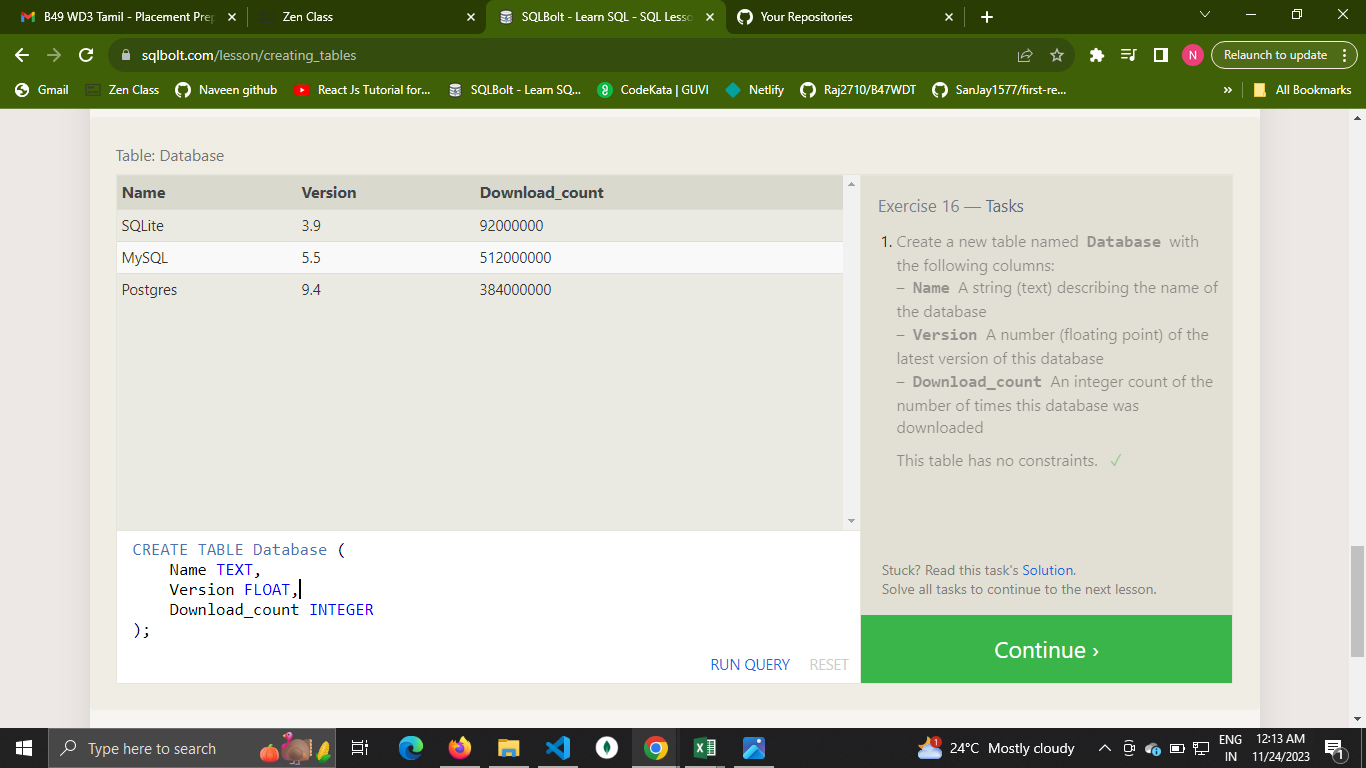 B49 WD3 Tamil - Placement Prep
Zen Class
SQLBolt - Learn SQL - SQL Lesso
Your Repositories
sqlbolt.com/lesson/creating_tables
N
Relaunch to update
Gmail
Zen Class
Naveen github
React Js Tutorial for...
SQLBolt - Learn SQ...
CodeKata | GUVI
Netlify
Raj2710/B47WDT
SanJay1577/first-re...
»
All Bookmarks
Table: Database
Name Version Download_count
SQLite 3.9 92000000
MySQL 5.5 512000000
Postgres 9.4 384000000
Exercise 16 — Tasks
1. Create a new table named Database with
the following columns:
– Name A string (text) describing the name of
the database
– Version A number (floating point) of the
latest version of this database
– Download_count An integer count of the
number of times this database was
downloaded
This table has no constraints. ✓
Stuck? Read this task's Solution.
Solve all tasks to continue to the next lesson.
Continue ›
CREATE TABLE Database (
Name TEXT,
Version FLOAT,
Download_count INTEGER
);
RUN QUERY RESET
Type here to search
1
24°C Mostly cloudy
ENG
IN
12:13 AM
11/24/2023
1